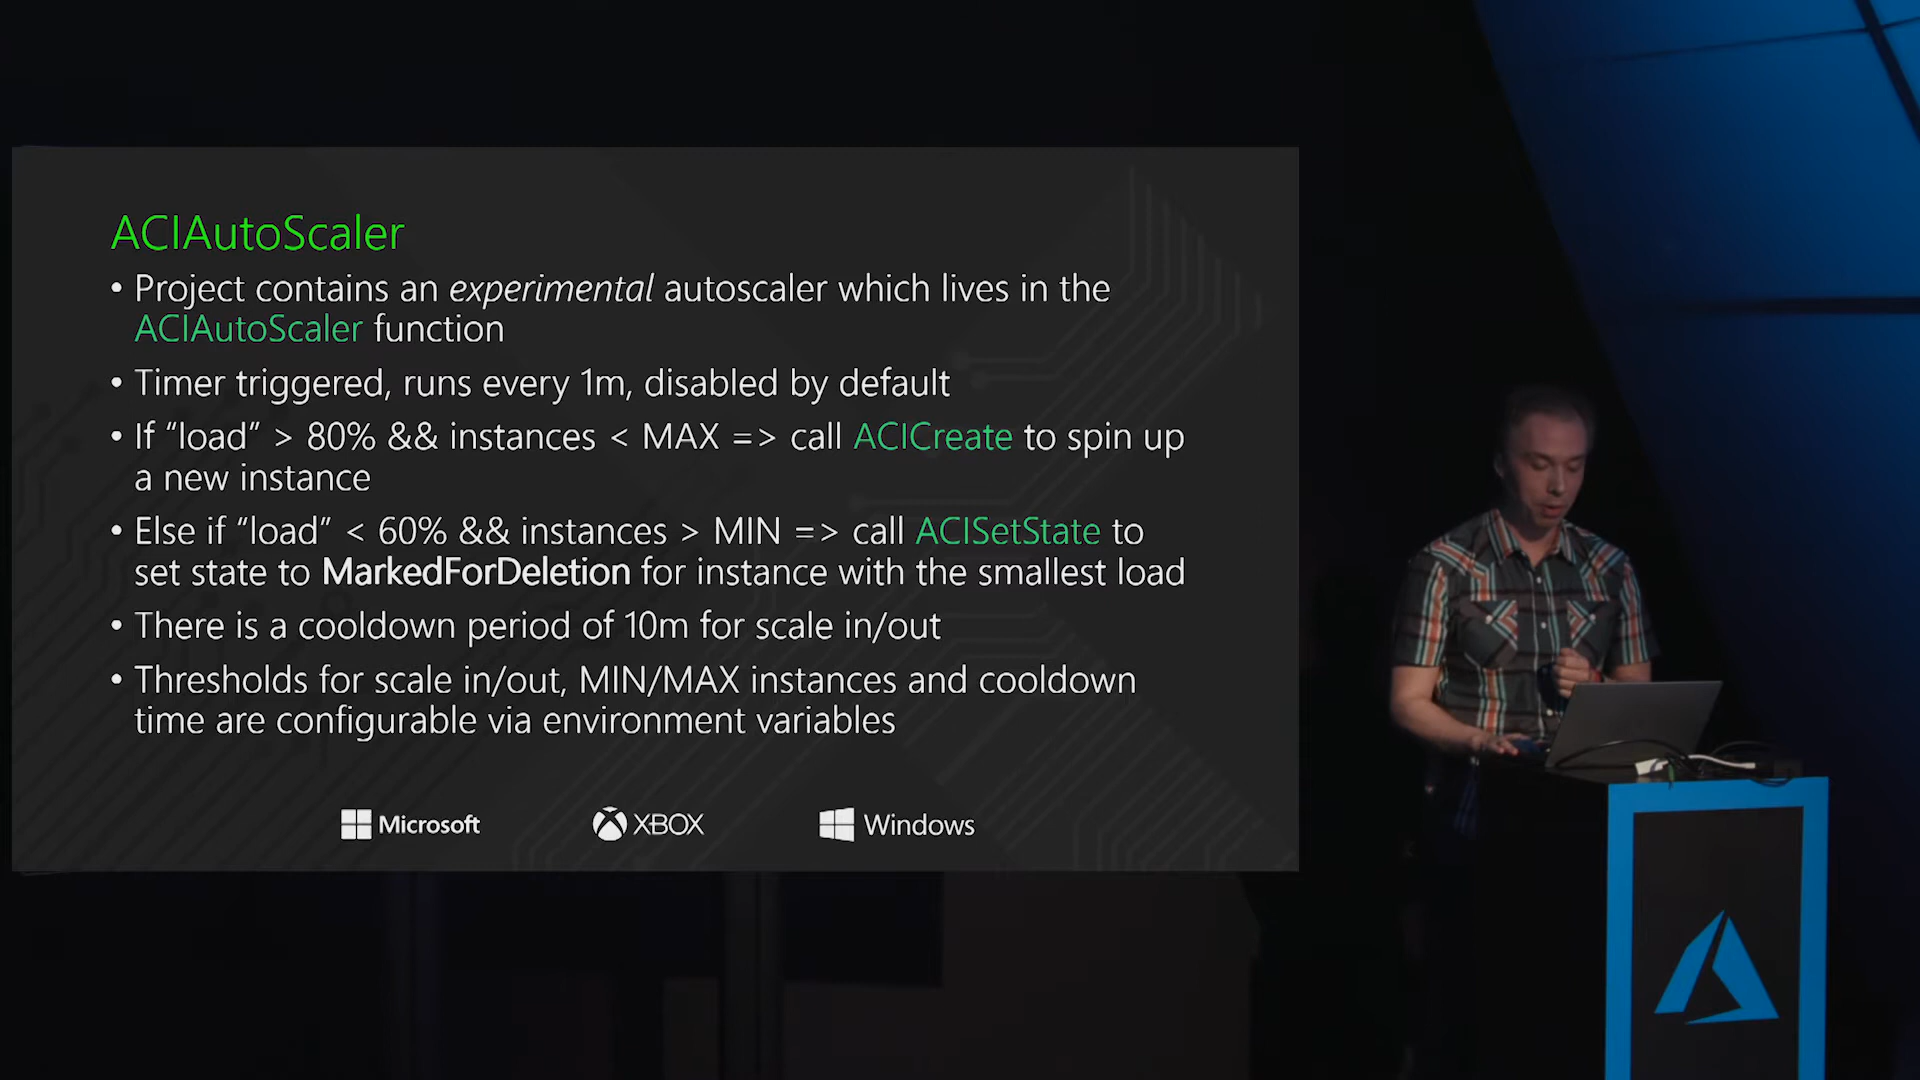 ACIAutoScaler
• Project contains an experimental autoscaler which lives in the
ACIAutoScaler function
• Timer triggered, runs every 1m, disabled by default
• If “load” > 80% && instances < MAX => call ACICreate to spin up
a new instance
• Else if “load” < 60% && instances > MIN => call ACISetState to
set state to MarkedForDeletion for instance with the smallest load
• There is a cooldown period of 10m for scale in/out
• Thresholds for scale in/out, MIN/MAX instances and cooldown
time are configurable via environment variables
Microsoft XBOX Windows